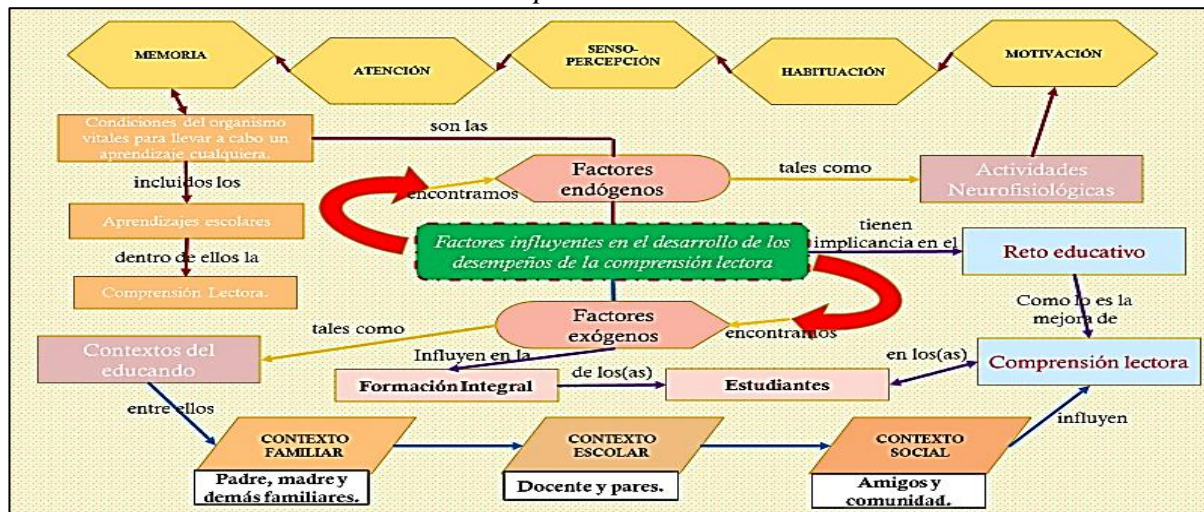 MEMORIA
ATENCIÓN
SENSO-
PERCEPCIÓN
HABITUACIÓN
MOTIVACIÓN
Condiciones del organismo
vitales para llevar a cabo un
aprendizaje cualquiera.
son las
Factores
endógenos
tales como
Actividades
Neurofisiológicas
incluidos los
encontramos
Aprendizajes escolares
Factores influyentes en el desarrollo de los
desempeños de la comprensión lectora
tienen
implicancia en el
Reto educativo
dentro de ellos la
Comprensión Lectora.
Como lo es la
mejora de
Factores
exógenos
tales como
encontramos
Contextos del
educando
Influyen en la
Formación Integral
de los(as)
Estudiantes
en los(as)
Comprensión lectora
entre ellos
influyen
CONTEXTO
FAMILIAR
CONTEXTO
ESCOLAR
CONTEXTO
SOCIAL
Padre, madre y
demás familiares.
Docente y pares.
Amigos y
comunidad.